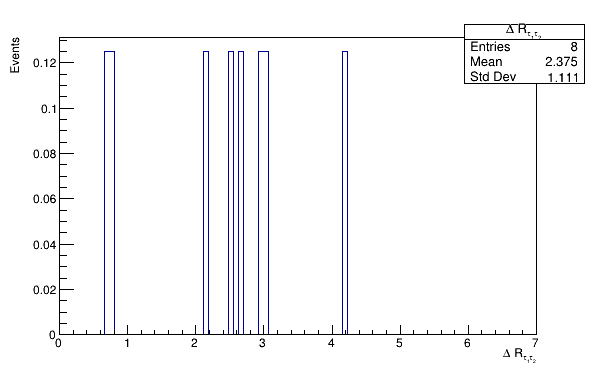 Δ R_{τ₁τ₂}
Entries 8
Mean 2.375
Std Dev 1.111
Events
0.12
0.1
0.08
0.06
0.04
0.02
0
0 1 2 3 4 5 6 7
Δ R_{τ₁τ₂}